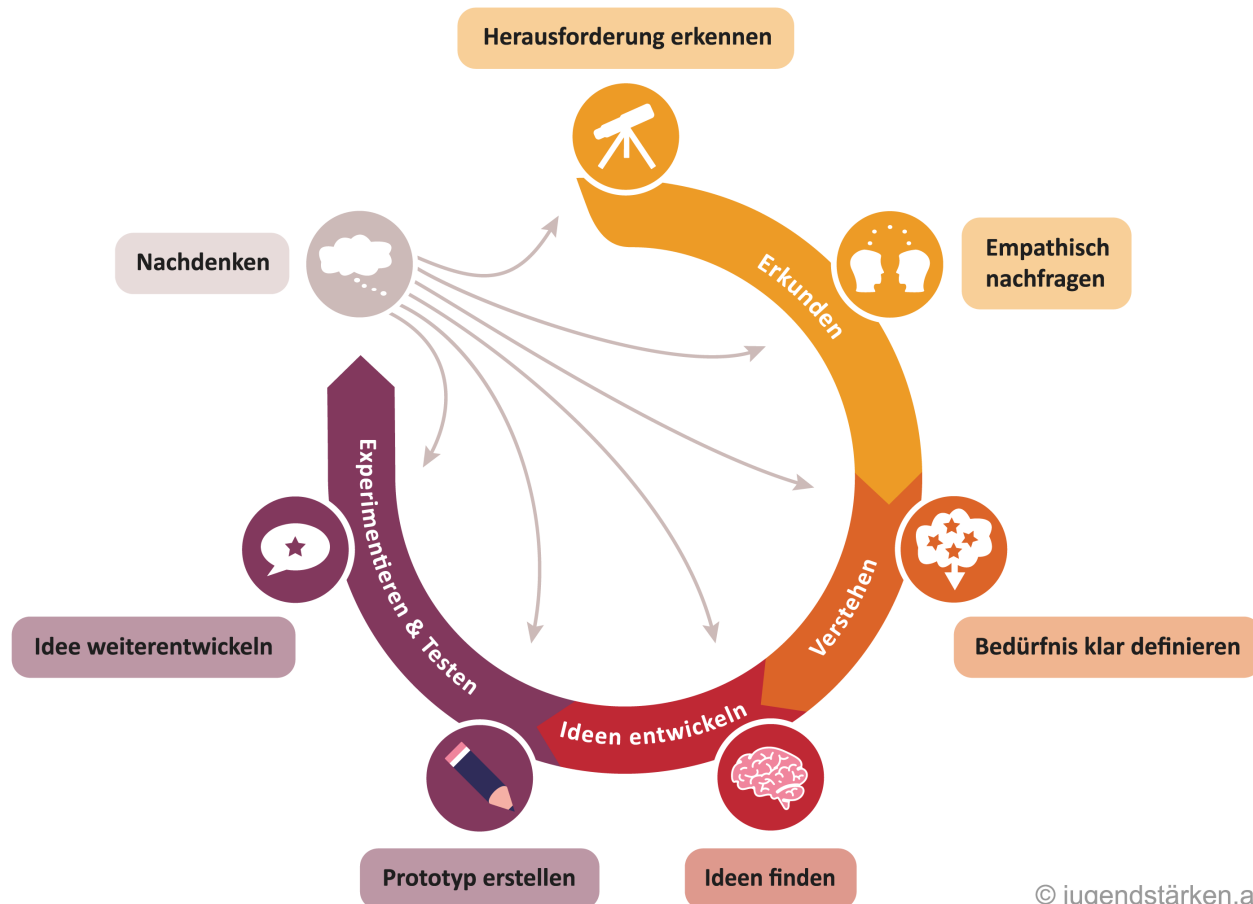 Herausforderung erkennen
Nachdenken
Empathisch
nachfragen
Erkunden
Experimentieren & Testen
Verstehen
Idee weiterentwickeln
Bedürfnis klar definieren
Ideen entwickeln
Prototyp erstellen
Ideen finden
© jugendstärken.a